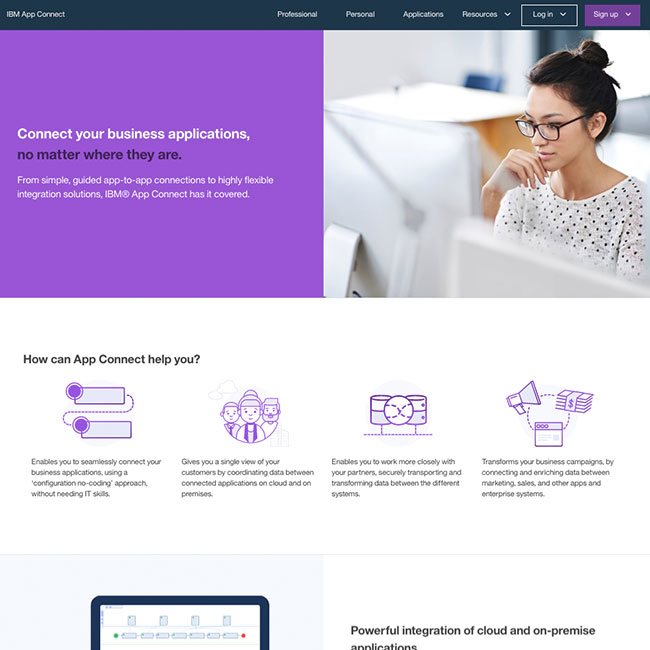 IBM App Connect
Professional
Personal
Applications
Resources
Log in
Sign up
Connect your business applications,
no matter where they are.
From simple, guided app-to-app connections to highly flexible
integration solutions, IBM® App Connect has it covered.
How can App Connect help you?
Enables you to seamlessly connect your
business applications, using a
‘configuration no-coding’ approach,
without needing IT skills.
Gives you a single view of your
customers by coordinating data between
connected applications on cloud and on
premises.
Enables you to work more closely with
your partners, securely transporting and
transforming data between the different
systems.
Transforms your business campaigns, by
connecting and enriching data between
marketing, sales, and other apps and
enterprise systems.
Powerful integration of cloud and on-premise
applications